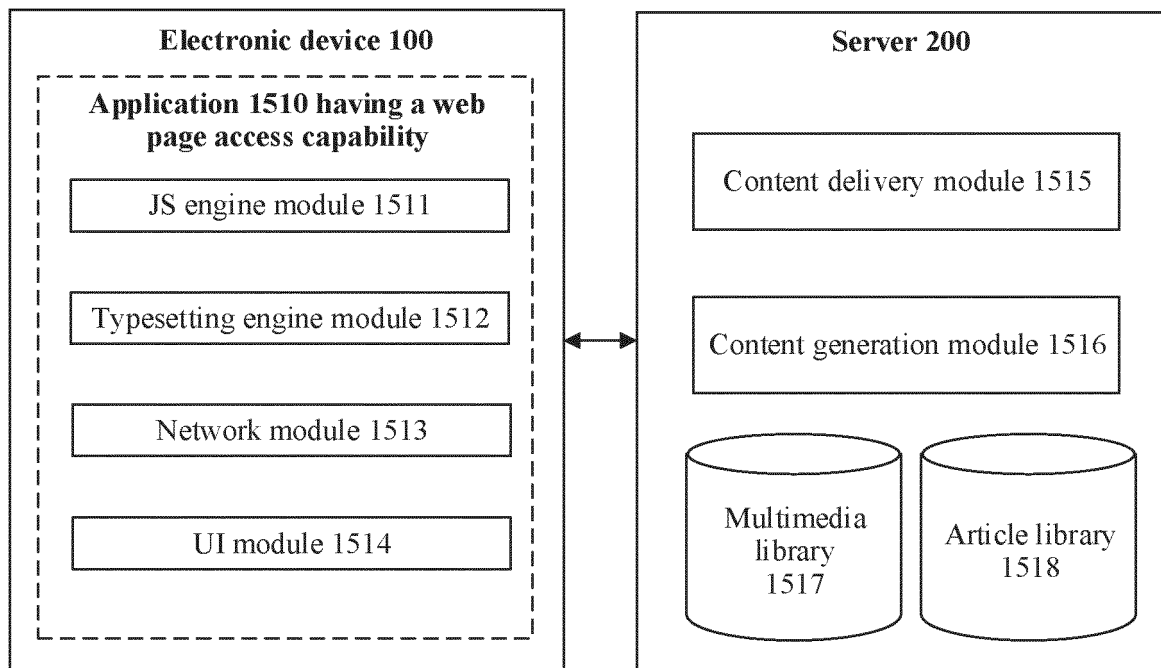 Electronic device 100
Application 1510 having a web
page access capability
JS engine module 1511
Typesetting engine module 1512
Network module 1513
UI module 1514
Server 200
Content delivery module 1515
Content generation module 1516
Multimedia
library
1517
Article library
1518